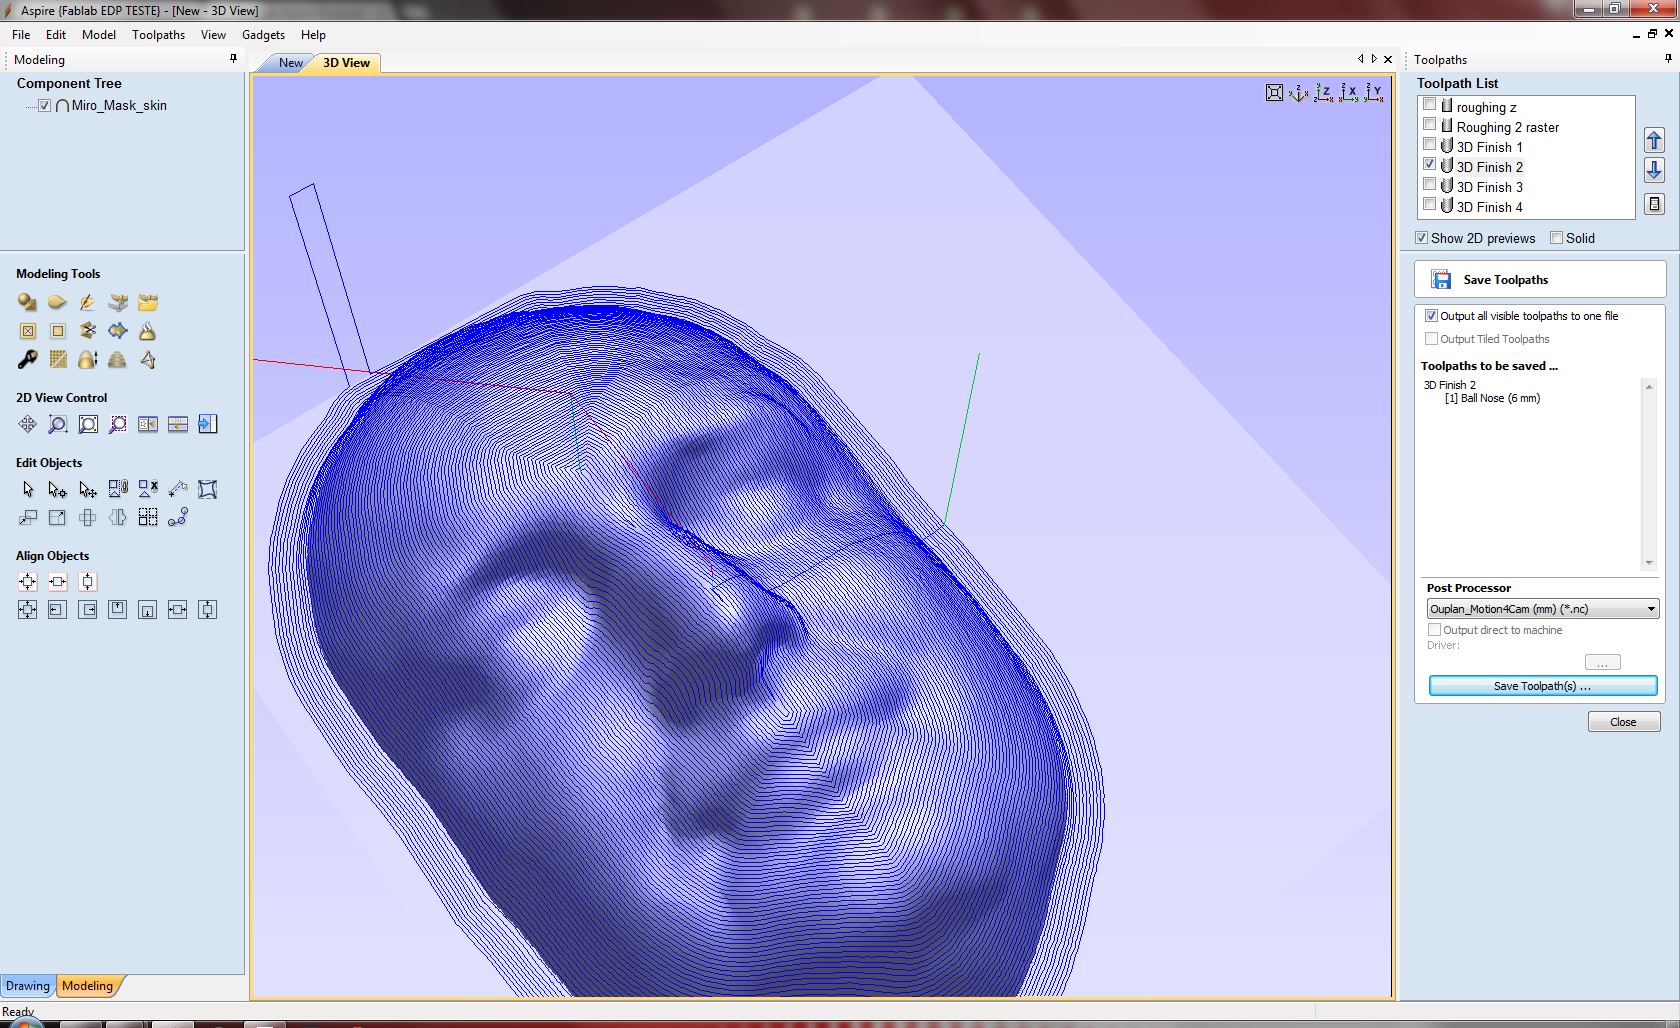 Aspire {Fablab EDP TESTE} - [New - 3D View]
File Edit Model Toolpaths View Gadgets Help
Modeling
Component Tree
Miro_Mask_skin
Modeling Tools
2D View Control
Edit Objects
Align Objects
Drawing Modeling
Ready
New 3D View
Toolpaths
Toolpath List
roughing z
Roughing 2 raster
3D Finish 1
3D Finish 2
3D Finish 3
3D Finish 4
Show 2D previews Solid
Save Toolpaths
Output all visible toolpaths to one file
Output Tiled Toolpaths
Toolpaths to be saved ...
3D Finish 2
[1] Ball Nose (6 mm)
Post Processor
Ouplan_Motion4Cam (mm) (*.nc)
Output direct to machine
Driver:
...
Save Toolpath(s) ...
Close